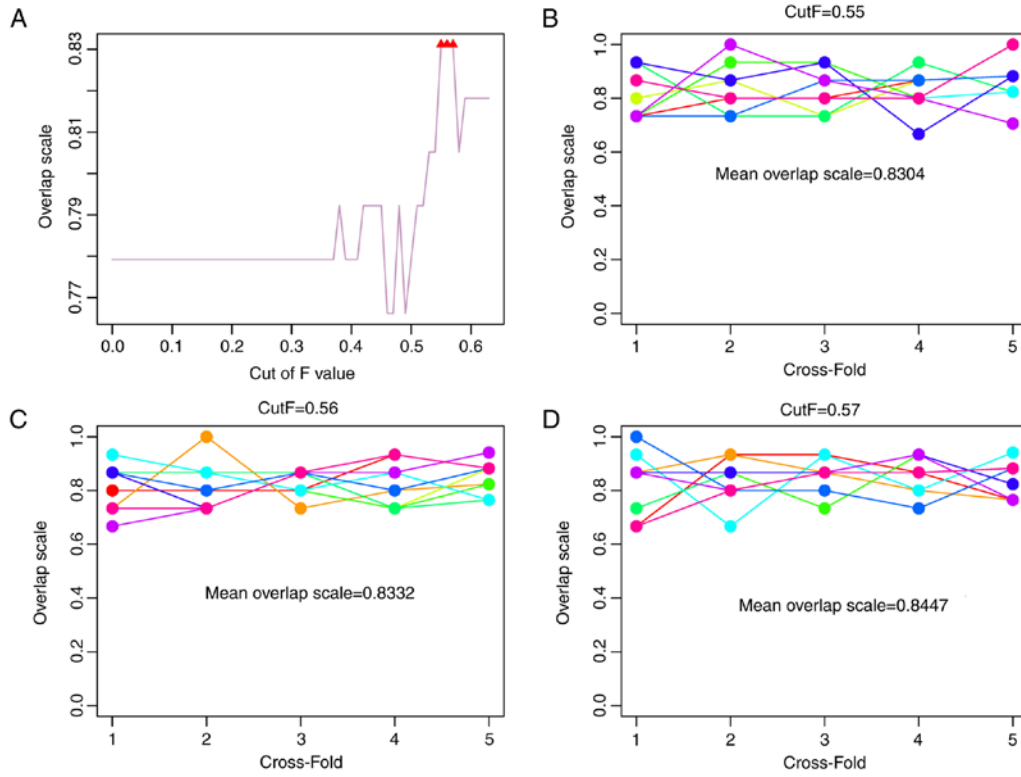 A
Overlap scale
0.83
0.81
0.79
0.77
0.0 0.1 0.2 0.3 0.4 0.5 0.6
Cut of F value
B
CutF=0.55
Overlap scale
1.0
0.8
0.6
0.4
0.2
0.0
Mean overlap scale=0.8304
1 2 3 4 5
Cross-Fold
C
CutF=0.56
Overlap scale
1.0
0.8
0.6
0.4
0.2
0.0
Mean overlap scale=0.8332
1 2 3 4 5
Cross-Fold
D
CutF=0.57
Overlap scale
1.0
0.8
0.6
0.4
0.2
0.0
Mean overlap scale=0.8447
1 2 3 4 5
Cross-Fold